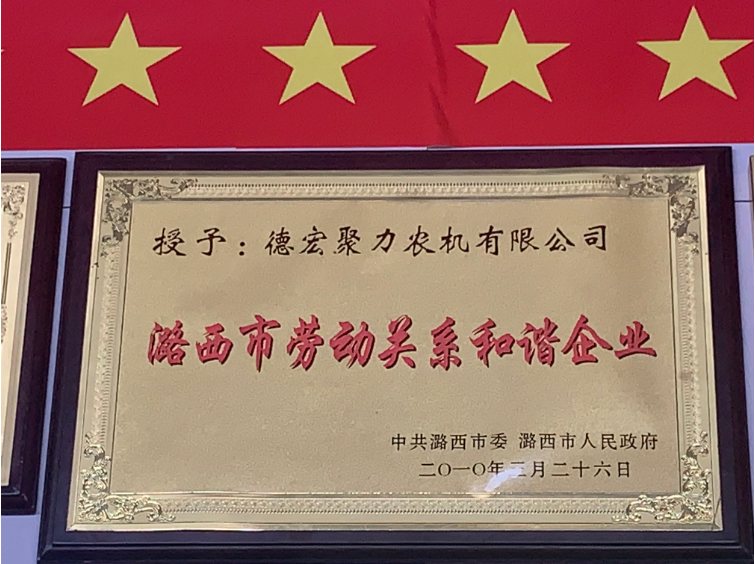 授予：德宏聚力农机有限公司
潞西市劳动关系和谐企业
中共潞西市委 潞西市人民政府
二〇一〇年三月二十六日